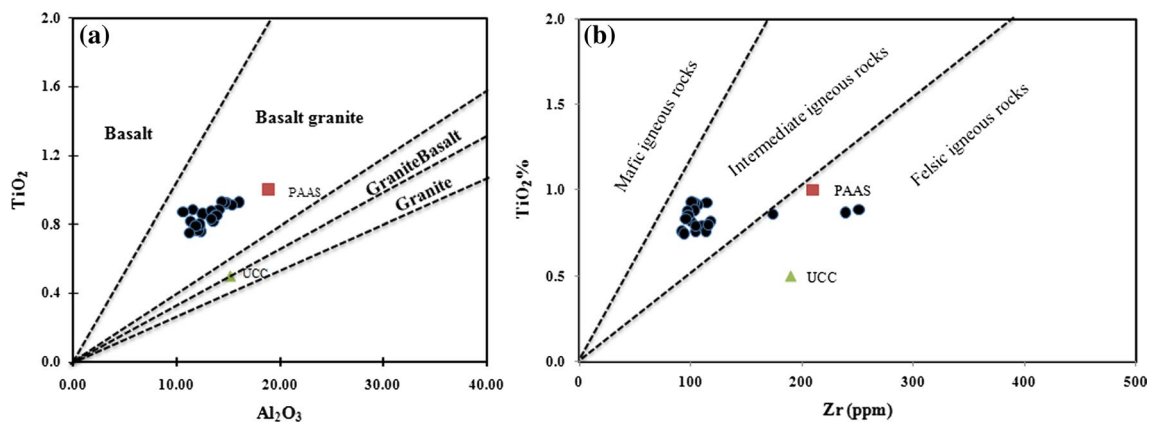 (a)
TiO2
2.0
1.6
1.2
0.8
0.4
0.0
Basalt
Basalt granite
GraniteBasalt
Granite
PAAS
UCC
0.00 10.00 20.00 30.00 40.00
Al2O3
(b)
TiO2%
2.0
1.5
1.0
0.5
0.0
Mafic igneous rocks
Intermediate igneous rocks
Felsic igneous rocks
PAAS
UCC
0 100 200 300 400 500
Zr (ppm)